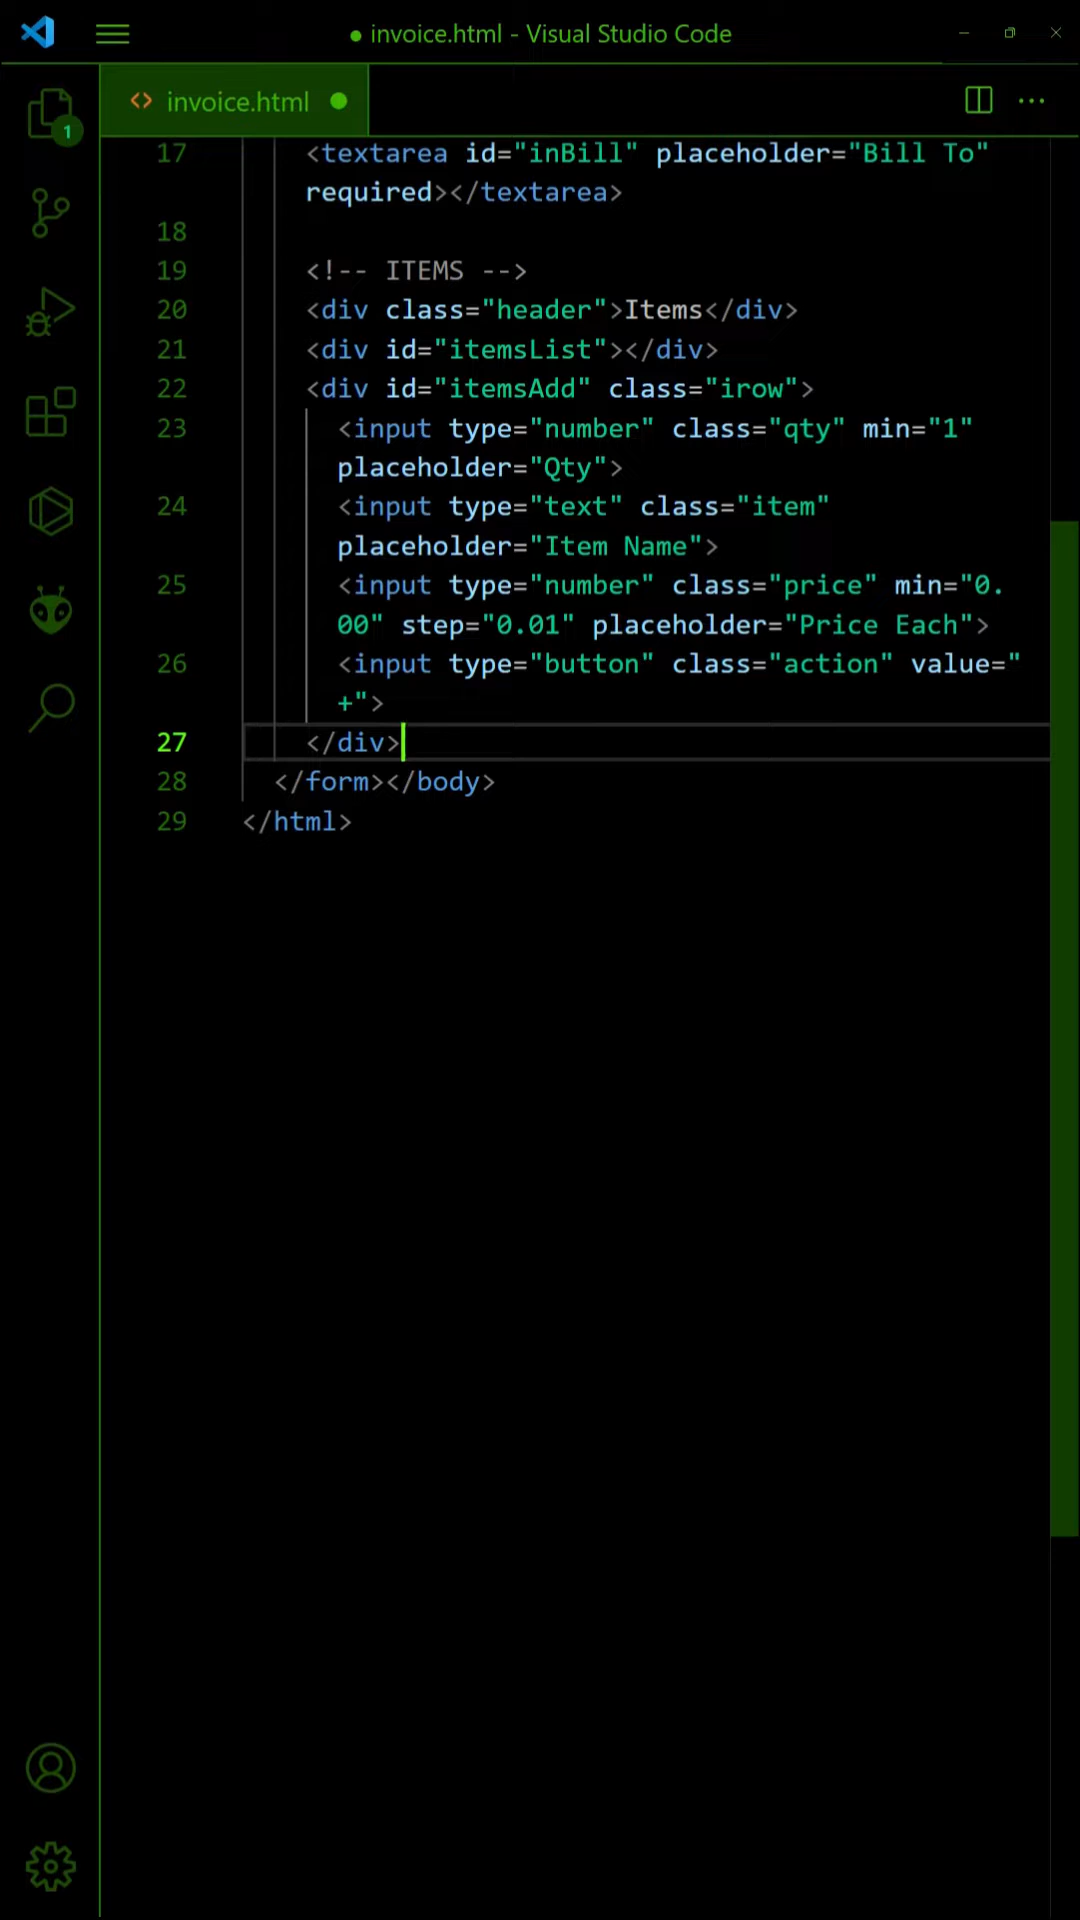 ● invoice.html - Visual Studio Code
<> invoice.html ●
1
17 <textarea id="inBill" placeholder="Bill To"
required></textarea>
18
19 <!-- ITEMS -->
20 <div class="header">Items</div>
21 <div id="itemsList"></div>
22 <div id="itemsAdd" class="irow">
23 <input type="number" class="qty" min="1"
placeholder="Qty">
24 <input type="text" class="item"
placeholder="Item Name">
25 <input type="number" class="price" min="0.
00" step="0.01" placeholder="Price Each">
26 <input type="button" class="action" value="
+">
27 </div>
28 </form></body>
29 </html>